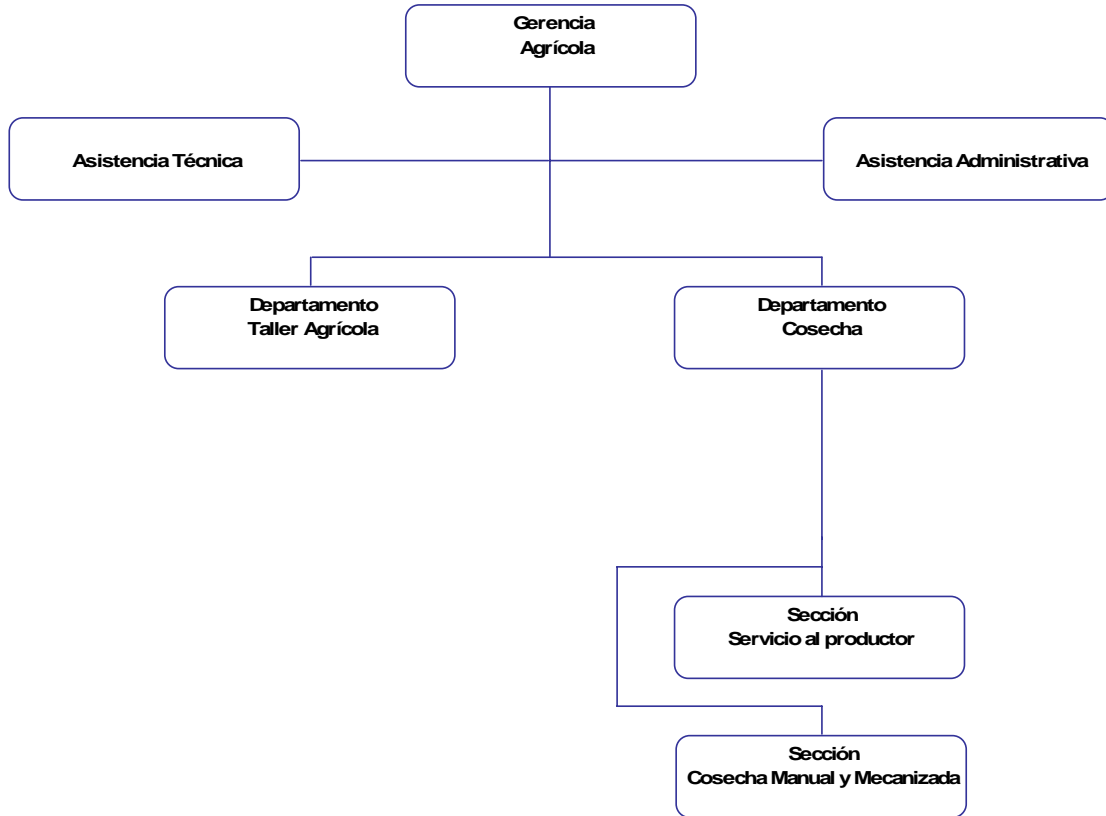 Gerencia
Agrícola
Asistencia Técnica
Asistencia Administrativa
Departamento
Taller Agrícola
Departamento
Cosecha
Sección
Servicio al productor
Sección
Cosecha Manual y Mecanizada